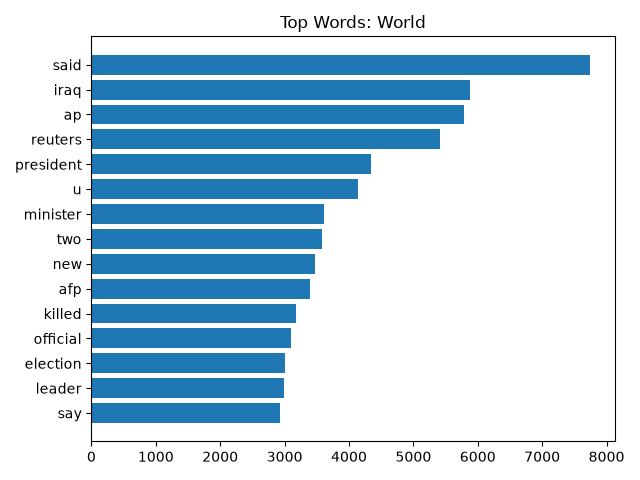 Top Words: World
said
iraq
ap
reuters
president
u
minister
two
new
afp
killed
official
election
leader
say
0 1000 2000 3000 4000 5000 6000 7000 8000